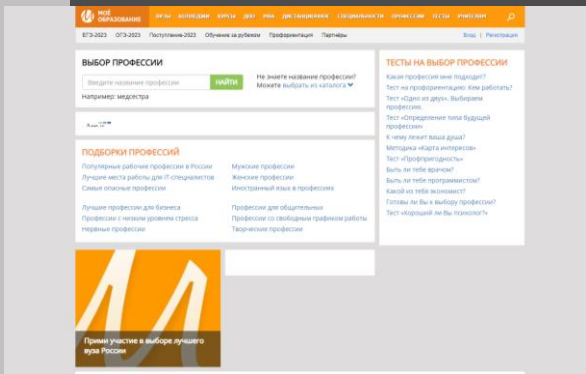 МОЁ ОБРАЗОВАНИЕ
ВУЗЫ КОЛЛЕДЖИ КУРСЫ ДПО МВА ДИСТАНЦИОННОЕ СПЕЦИАЛЬНОСТИ ПРОФЕССИИ ТЕСТЫ УЧИТЕЛЯМ
ЕГЭ-2023 ОГЭ-2023 Поступление-2023 Обучение за рубежом Профориентация Партнёры
Вход | Регистрация
ВЫБОР ПРОФЕССИИ
Введите название профессии
НАЙТИ
Например: медсестра
Не знаете название профессии?
Можете выбрать из каталога
ПОДБОРКИ ПРОФЕССИЙ
Популярные рабочие профессии в России
Лучшие места работы для IT-специалистов
Самые опасные профессии
Мужские профессии
Женские профессии
Иностранный язык в профессиях
Лучшие профессии для бизнеса
Профессии с низким уровнем стресса
Нервные профессии
Профессии для общительных
Профессии со свободным графиком работы
Творческие профессии
ТЕСТЫ НА ВЫБОР ПРОФЕССИИ
Какая профессия мне подходит?
Тест на профориентацию: Кем работать?
Тест «Одно из двух». Выбираем
профессию.
Тест «Определение типа будущей
профессии»
К чему лежит ваша душа?
Методика «Карта интересов»
Тест «Профпригодность»
Быть ли тебе врачом?
Быть ли тебе программистом?
Какой из тебя экономист?
Готовы ли Вы к выбору профессии?
Тест «Хороший ли Вы психолог?»
Прими участие в выборе лучшего
вуза России